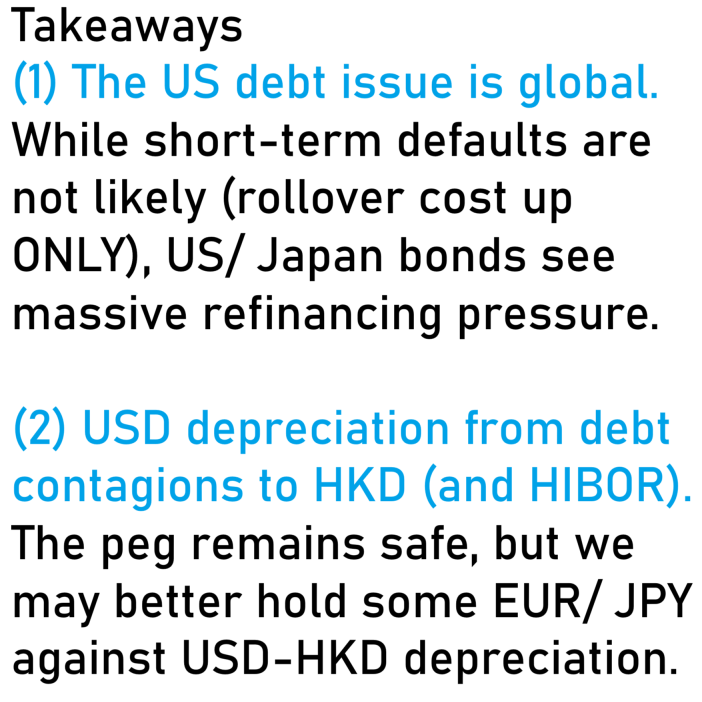 Takeaways
(1) The US debt issue is global.
While short-term defaults are
not likely (rollover cost up
ONLY), US/ Japan bonds see
massive refinancing pressure.
(2) USD depreciation from debt
contagions to HKD (and HIBOR).
The peg remains safe, but we
may better hold some EUR/ JPY
against USD-HKD depreciation.